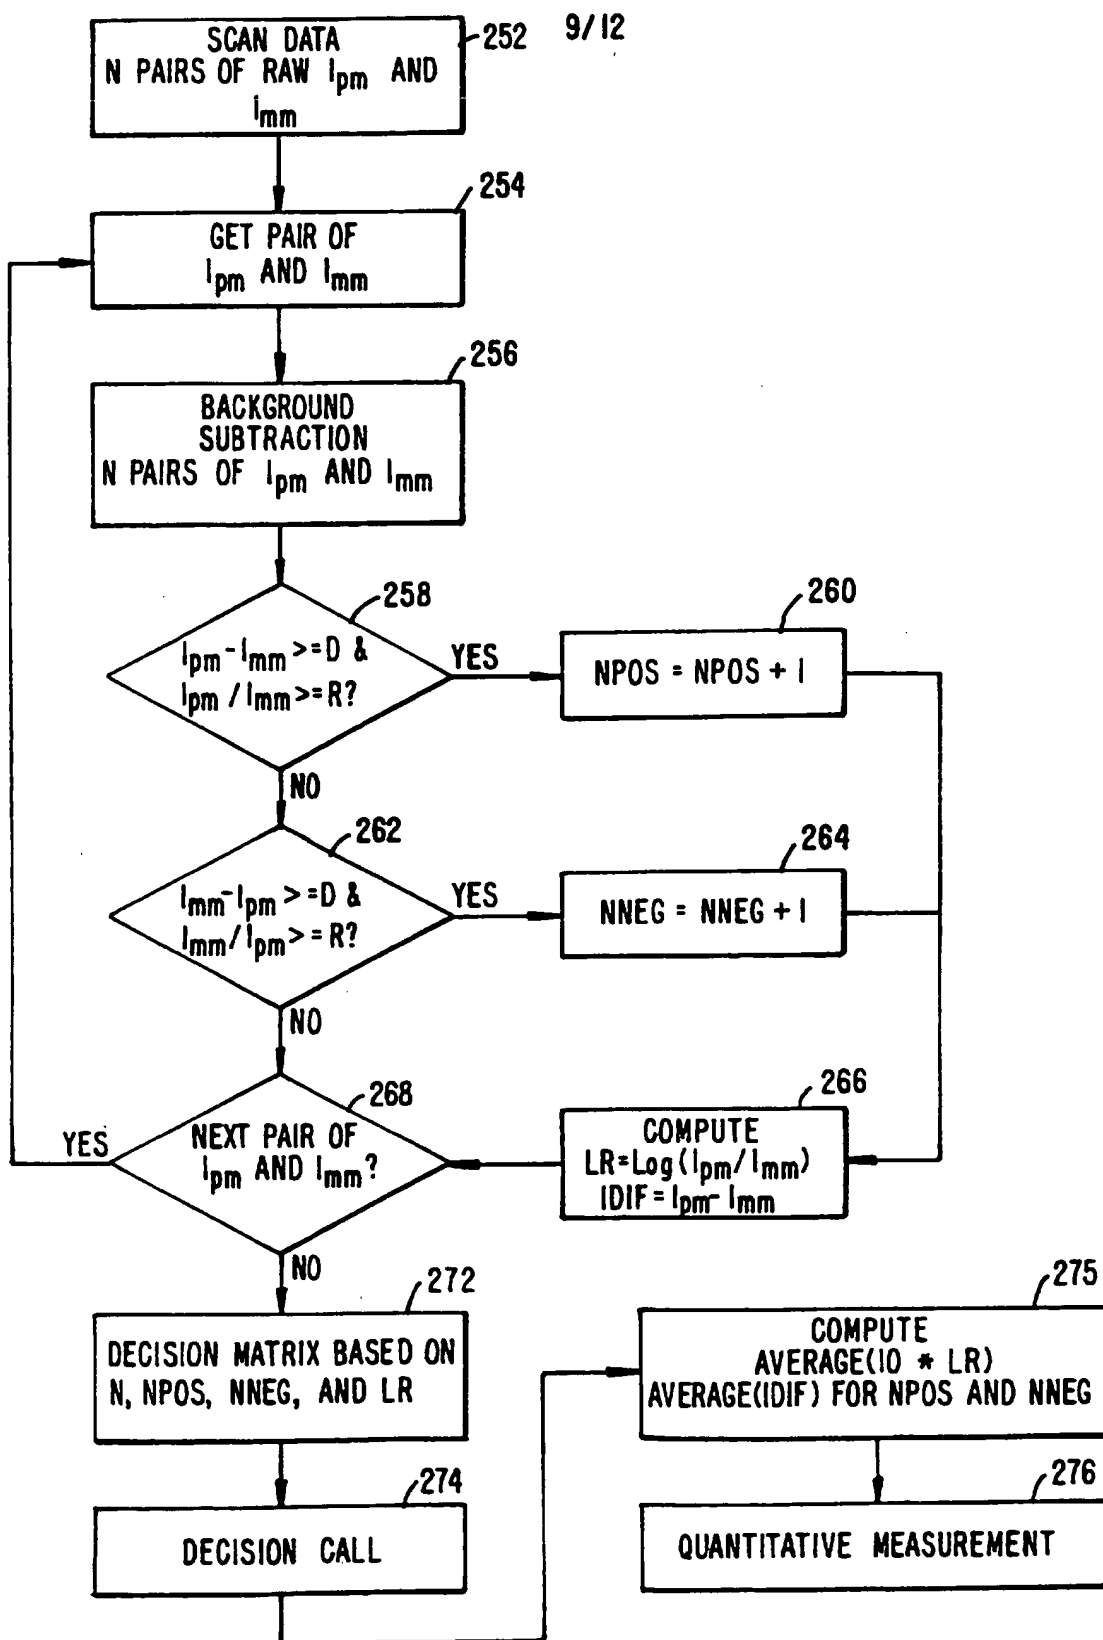 9/12
SCAN DATA
N PAIRS OF RAW Ipm AND
Imm
252
254
GET PAIR OF
Ipm AND Imm
256
BACKGROUND
SUBTRACTION
N PAIRS OF Ipm AND Imm
258
Ipm-Imm >=D &
Ipm / Imm >=R?
YES
260
NPOS = NPOS + 1
NO
262
Imm-Ipm >=D &
Imm/Ipm >=R?
YES
264
NNEG = NNEG + 1
NO
268
YES
NEXT PAIR OF
Ipm AND Imm?
266
COMPUTE
LR=Log(Ipm/Imm)
IDIF=Ipm-Imm
NO
272
DECISION MATRIX BASED ON
N, NPOS, NNEG, AND LR
274
DECISION CALL
275
COMPUTE
AVERAGE(10 * LR)
AVERAGE(IDIF) FOR NPOS AND NNEG
276
QUANTITATIVE MEASUREMENT